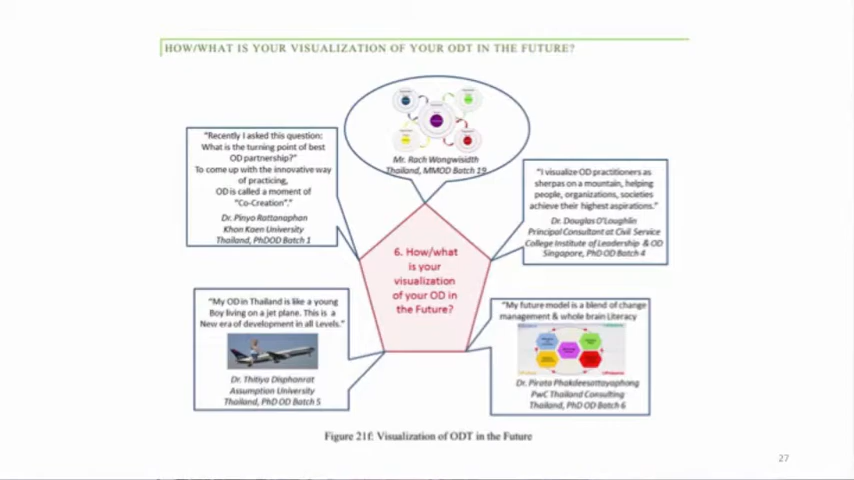 HOW/WHAT IS YOUR VISUALIZATION OF YOUR ODT IN THE FUTURE?
Mr. Rach Wongwisidth
Thailand, MMOD Batch 19
"Recently I asked this question:
What is the turning point of best
OD partnership?"
To come up with the innovative way
of practicing,
OD is called a moment of
"Co-Creation"."
Dr. Pinyo Rattanaphan
Khon Kaen University
Thailand, PhDOD Batch 1
"I visualize OD practitioners as
sherpas on a mountain, helping
people, organizations, societies
achieve their highest aspirations."
Dr. Douglas O'Loughlin
Principal Consultant at Civil Service
College Institute of Leadership & OD
Singapore, PhD OD Batch 4
6. How/what
is your
visualization
of your OD in
the Future?
"My OD in Thailand is like a young
Boy living on a jet plane. This is a
New era of development in all Levels."
Dr. Thitiya Disphanrat
Assumption University
Thailand, PhD OD Batch 5
"My future model is a blend of change
management & whole brain Literacy
Dr. Pirata Phakdeesattayaphong
PwC Thailand Consulting
Thailand, PhD OD Batch 6
Figure 21f: Visualization of ODT in the Future
27